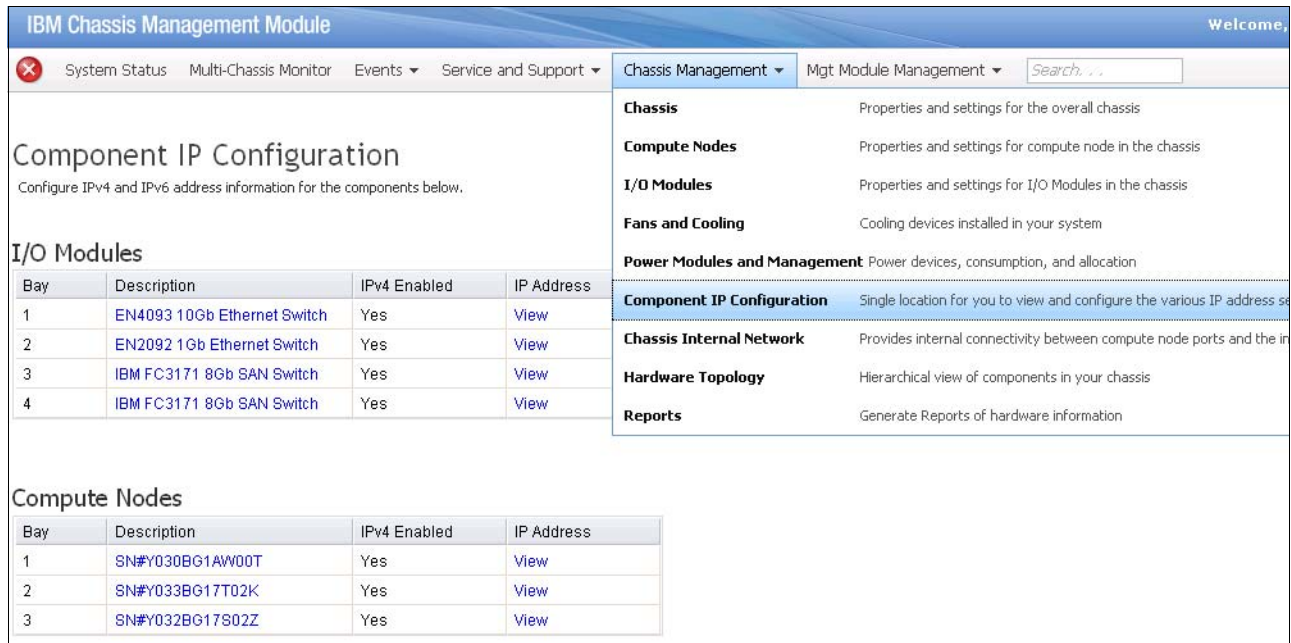 IBM Chassis Management Module
Welcome,
System Status Multi-Chassis Monitor Events Service and Support Chassis Management Mgt Module Management Search. . .
Chassis Properties and settings for the overall chassis
Compute Nodes Properties and settings for compute node in the chassis
I/O Modules Properties and settings for I/O Modules in the chassis
Fans and Cooling Cooling devices installed in your system
Power Modules and Management Power devices, consumption, and allocation
Component IP Configuration Single location for you to view and configure the various IP address se
Chassis Internal Network Provides internal connectivity between compute node ports and the in
Hardware Topology Hierarchical view of components in your chassis
Reports Generate Reports of hardware information
Component IP Configuration
Configure IPv4 and IPv6 address information for the components below.
I/O Modules
Bay Description IPv4 Enabled IP Address
1 EN4093 10Gb Ethernet Switch Yes View
2 EN2092 1Gb Ethernet Switch Yes View
3 IBM FC3171 8Gb SAN Switch Yes View
4 IBM FC3171 8Gb SAN Switch Yes View
Compute Nodes
Bay Description IPv4 Enabled IP Address
1 SN#Y030BG1AW00T Yes View
2 SN#Y033BG17T02K Yes View
3 SN#Y032BG17S02Z Yes View